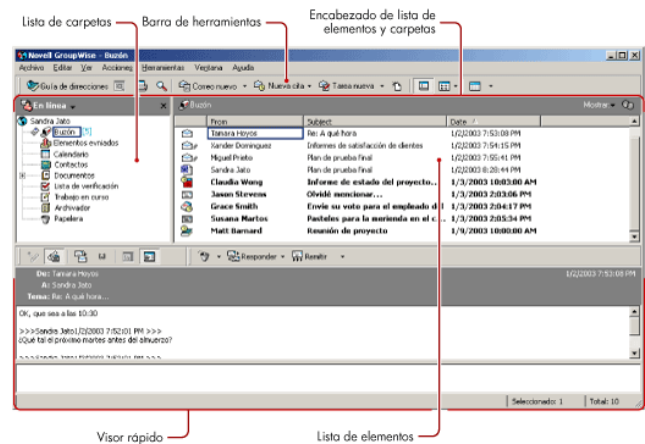 Lista de carpetas
Barra de herramientas
Encabezado de lista de
elementos y carpetas
Novell GroupWise - Buzón
Archivo Editar Ver Acciones Herramientas Ventana Ayuda
Guía de direcciones Correo nuevo Nueva cita Tarea nueva
En línea
Buzón
Mostrar
Sandra Jato
Buzón [5]
Elementos evniados
Calendario
Contactos
Documentos
Lista de verificación
Trabajo en curso
Archivador
Papelera
From Subject Date
Tamara Hoyos Re: A qué hora 1/2/2003 7:53:08 PM
Xander Dominguez Informes de satisfacción de clientes 1/2/2003 7:54:15 PM
Miguel Prieto Plan de prueba final 1/2/2003 7:55:41 PM
Sandra Jato Plan de prueba final 1/2/2003 8:28:44 PM
Claudia Wong Informe de estado del proyecto... 1/3/2003 10:03:00 AM
Jason Stevens Olvidé mencionar... 1/3/2003 2:03:06 PM
Grace Smith Envíe su voto para el empleado del 1/3/2003 2:04:17 PM
Susana Martos Pasteles para la merienda en el c... 1/3/2003 2:05:34 PM
Matt Barnard Reunión de proyecto 1/9/2003 10:00:00 AM
Responder Remitir
De: Tamara Hoyos 1/2/2003 7:53:08 PM
A: Sandra Jato
Tema: Re: A qué hora...
OK, que sea a las 10:30
>>>Sandra Jato1/2/2003 7:52:01 PM >>>
¿Qué tal el próximo martes antes del almuerzo?
Seleccionado: 1 Total: 10
Visor rápido
Lista de elementos